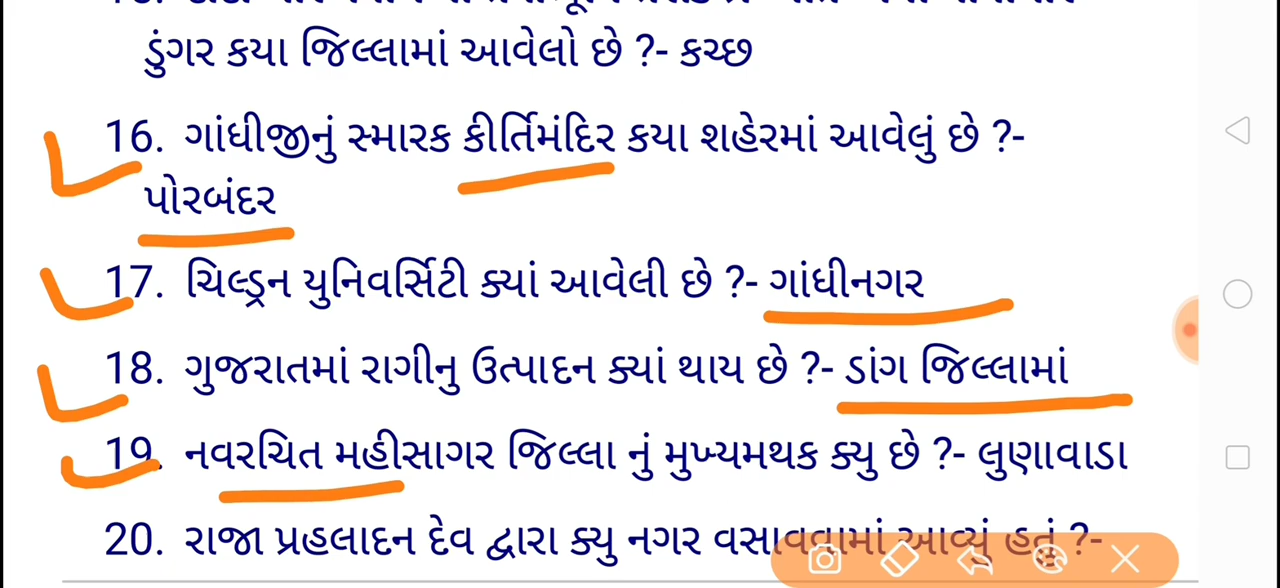 ડુંગર કયા જિલ્લામાં આવેલો છે ?- કચ્છ
16. ગાંધીજીનું સ્મારક કીર્તિમંદિર કયા શહેરમાં આવેલું છે ?-
પોરબંદર
17. ચિલ્ડ્રન યુનિવર્સિટી ક્યાં આવેલી છે ?- ગાંધીનગર
18. ગુજરાતમાં રાગીનુ ઉત્પાદન ક્યાં થાય છે ?- ડાંગ જિલ્લામાં
19. નવરચિત મહીસાગર જિલ્લા નું મુખ્યમથક ક્યુ છે ?- લુણાવાડા
20. રાજા પ્રહલાદન દેવ દ્વારા ક્યુ નગર વસાવવામાં આવ્યું હતું ?-